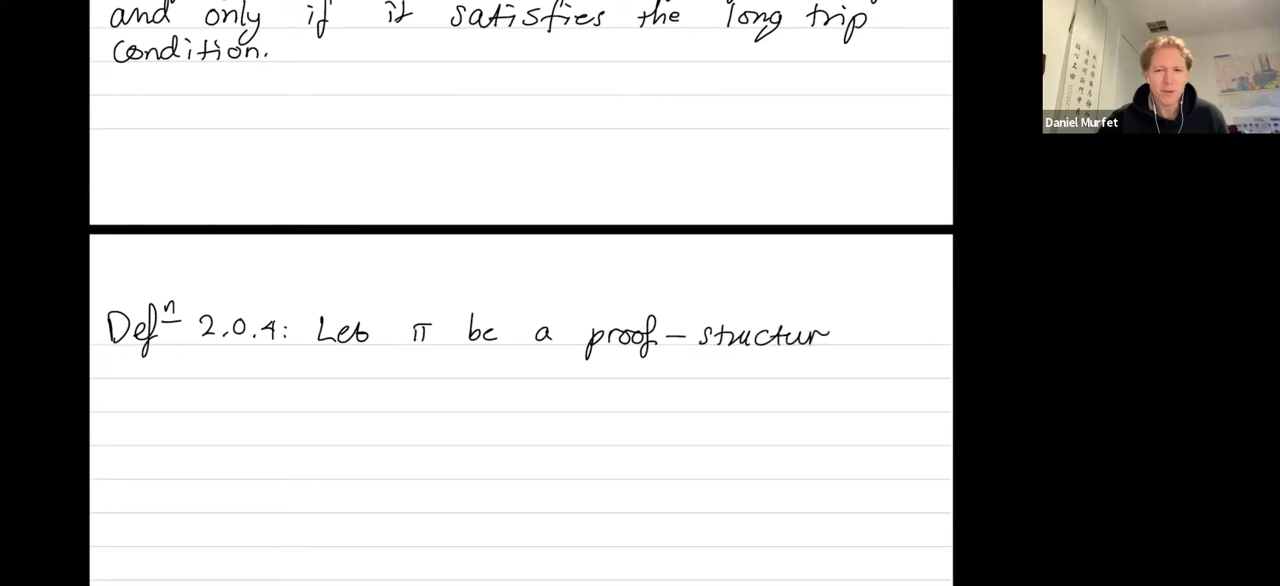 and only if it satisfies the long trip
condition.
Defⁿ 2.0.4: Let π be a proof-structur
Daniel Murfet